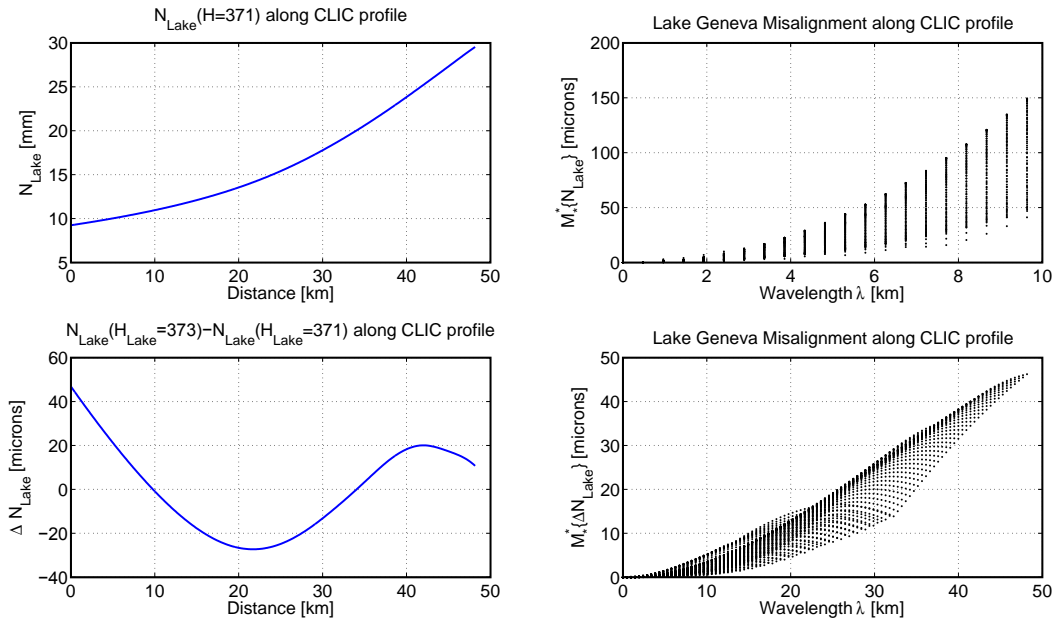 N_Lake(H=371) along CLIC profile
30
25
20
15
10
5
N_Lake [mm]
0 10 20 30 40 50
Distance [km]
Lake Geneva Misalignment along CLIC profile
200
150
100
50
0
M*_*{N_Lake} [microns]
0 2 4 6 8 10
Wavelength λ [km]
N_Lake(H_Lake=373)−N_Lake(H_Lake=371) along CLIC profile
60
40
20
0
−20
−40
Δ N_Lake [microns]
0 10 20 30 40 50
Distance [km]
Lake Geneva Misalignment along CLIC profile
50
40
30
20
10
0
M*_*{ΔN_Lake} [microns]
0 10 20 30 40 50
Wavelength λ [km]